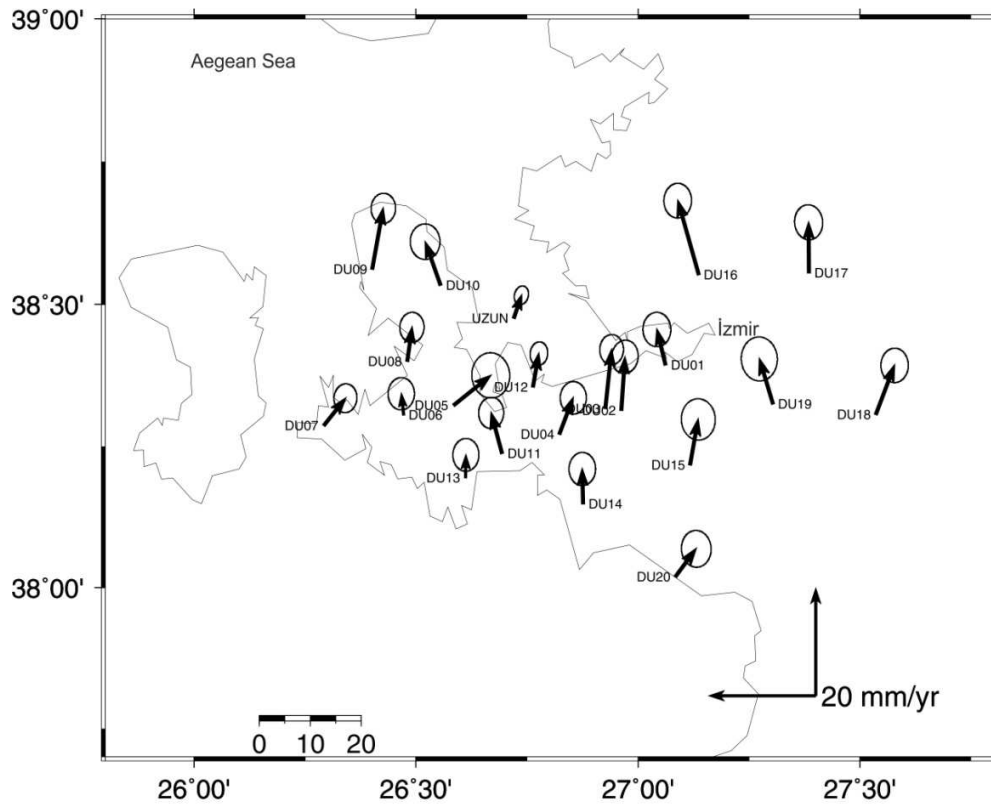 39°00'
Aegean Sea
DU09
DU10
DU16
DU17
38°30'
UZUN
İzmir
DU08
DU01
DU12
DU05
DU06
DU03
DU02
DU19
DU18
DU07
DU04
DU11
DU15
DU13
DU14
DU20
38°00'
20 mm/yr
0 10 20
26°00' 26°30' 27°00' 27°30'